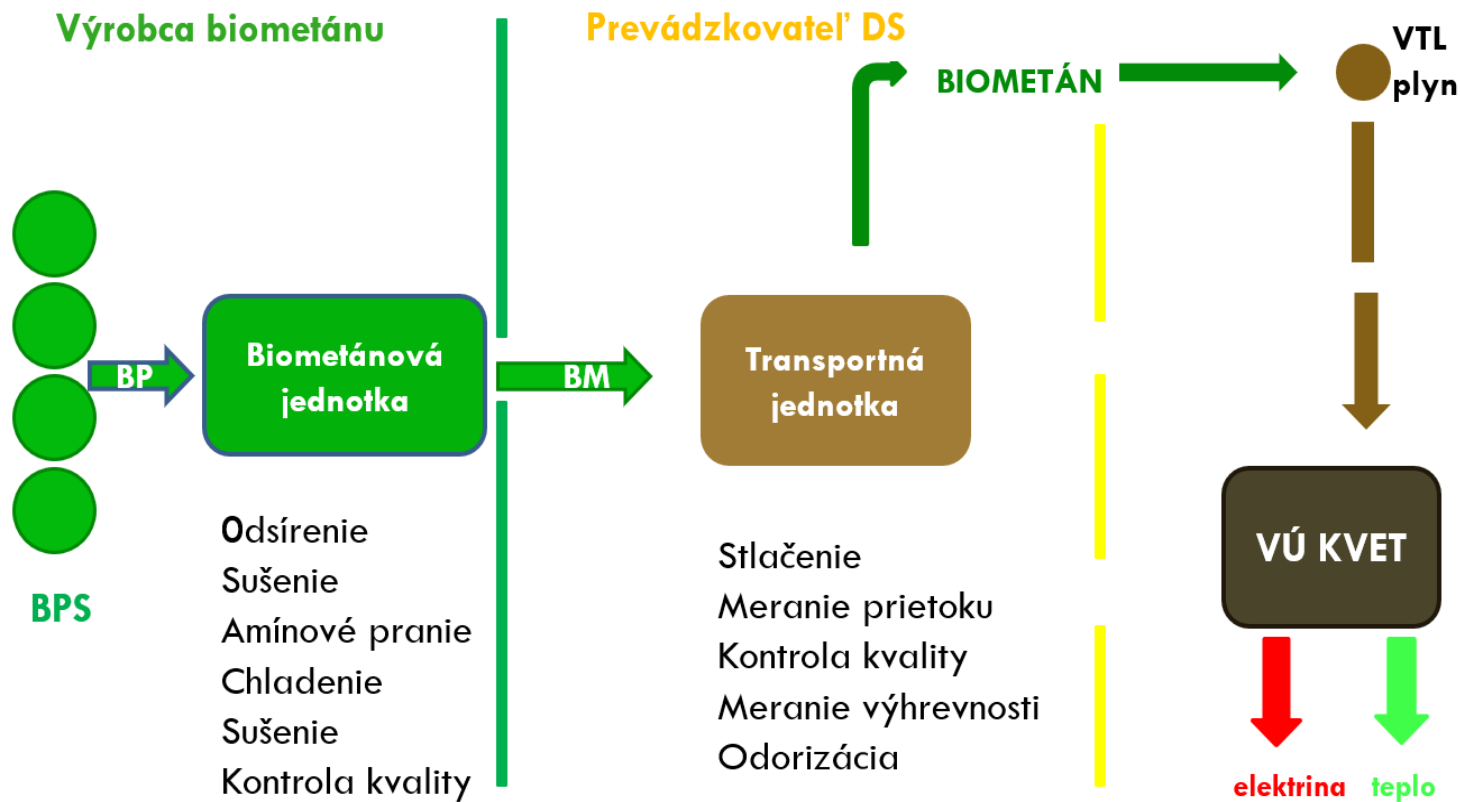 Výrobca biometánu
Prevádzkovateľ DS
VTL
plyn
BIOMETÁN
BP
Biometánová
jednotka
BM
Transportná
jednotka
BPS
Odsírenie
Sušenie
Amínové pranie
Chladenie
Sušenie
Kontrola kvality
Stlačenie
Meranie prietoku
Kontrola kvality
Meranie výhrevnosti
Odorizácia
VÚ KVET
elektrina
teplo